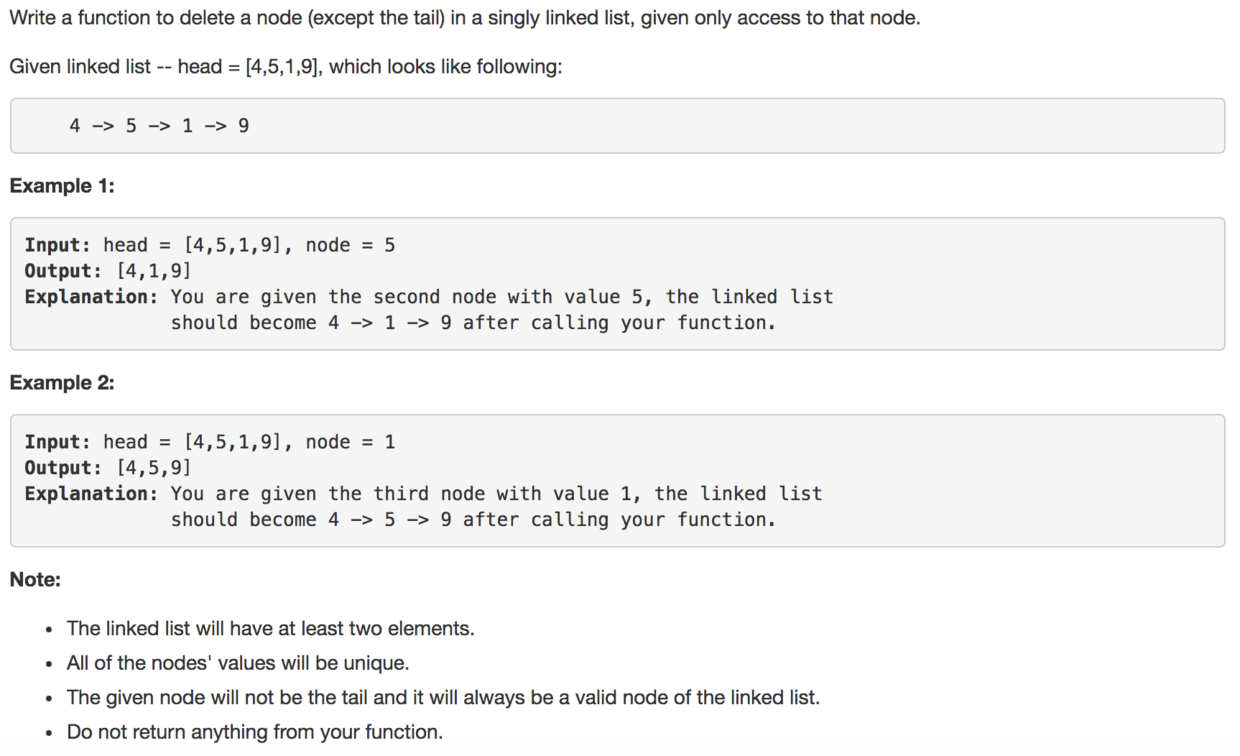 Write a function to delete a node (except the tail) in a singly linked list, given only access to that node.
Given linked list -- head = [4,5,1,9], which looks like following:
4 —> 5 —> 1 —> 9
Example 1:
Input: head = [4,5,1,9], node = 5
Output: [4,1,9]
Explanation: You are given the second node with value 5, the linked list
should become 4 —> 1 —> 9 after calling your function.
Example 2:
Input: head = [4,5,1,9], node = 1
Output: [4,5,9]
Explanation: You are given the third node with value 1, the linked list
should become 4 —> 5 —> 9 after calling your function.
Note:
• The linked list will have at least two elements.
• All of the nodes' values will be unique.
• The given node will not be the tail and it will always be a valid node of the linked list.
• Do not return anything from your function.